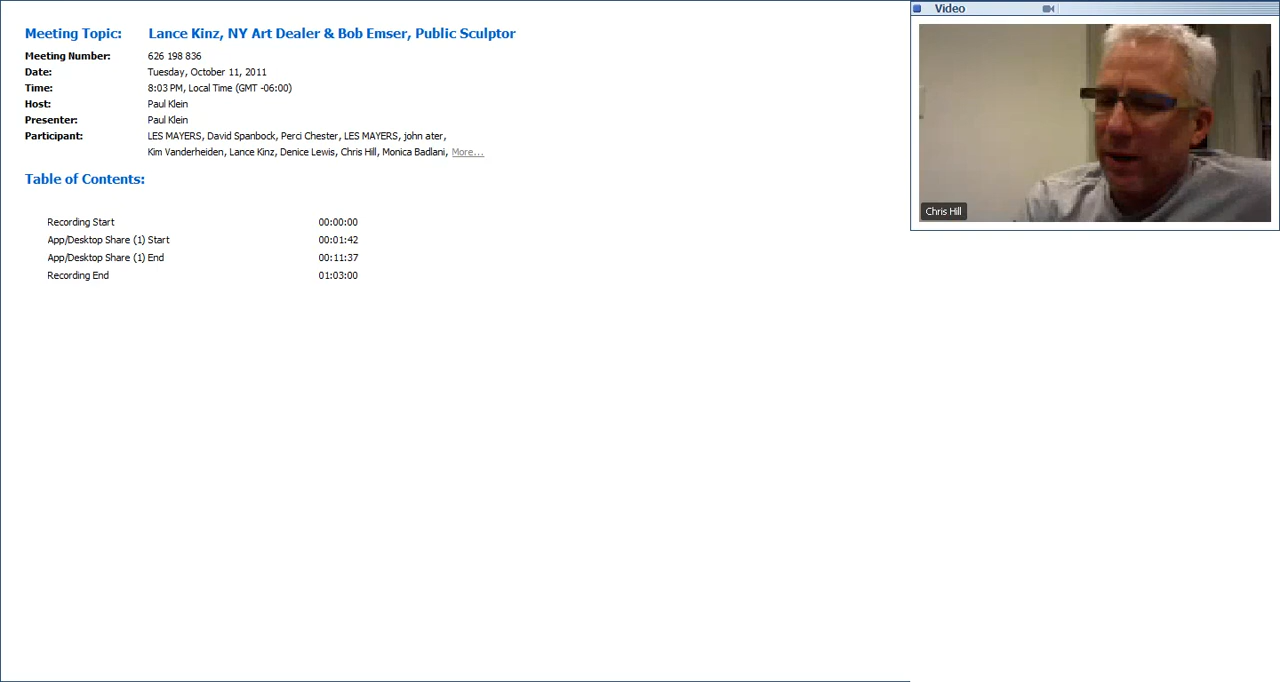 Meeting Topic: Lance Kinz, NY Art Dealer & Bob Emser, Public Sculptor
Meeting Number: 626 198 836
Date: Tuesday, October 11, 2011
Time: 8:03 PM, Local Time (GMT -06:00)
Host: Paul Klein
Presenter: Paul Klein
Participant: LES MAYERS, David Spanbock, Perci Chester, LES MAYERS, john ater,
Kim Vanderheiden, Lance Kinz, Denice Lewis, Chris Hill, Monica Badlani, More...
Table of Contents:
Recording Start 00:00:00
App/Desktop Share (1) Start 00:01:42
App/Desktop Share (1) End 00:11:37
Recording End 01:03:00
Video
Chris Hill